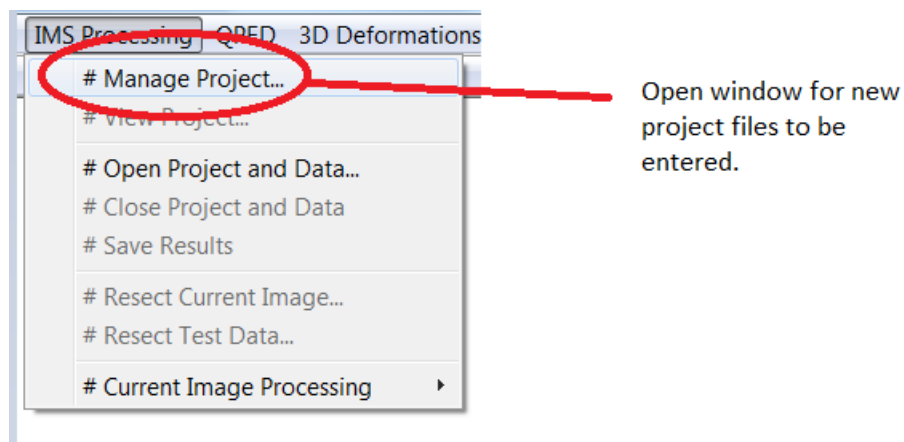 IMS Processing QPED 3D Deformations
# Manage Project...
# View Project...
# Open Project and Data...
# Close Project and Data
# Save Results
# Resect Current Image...
# Resect Test Data...
# Current Image Processing
Open window for new
project files to be
entered.